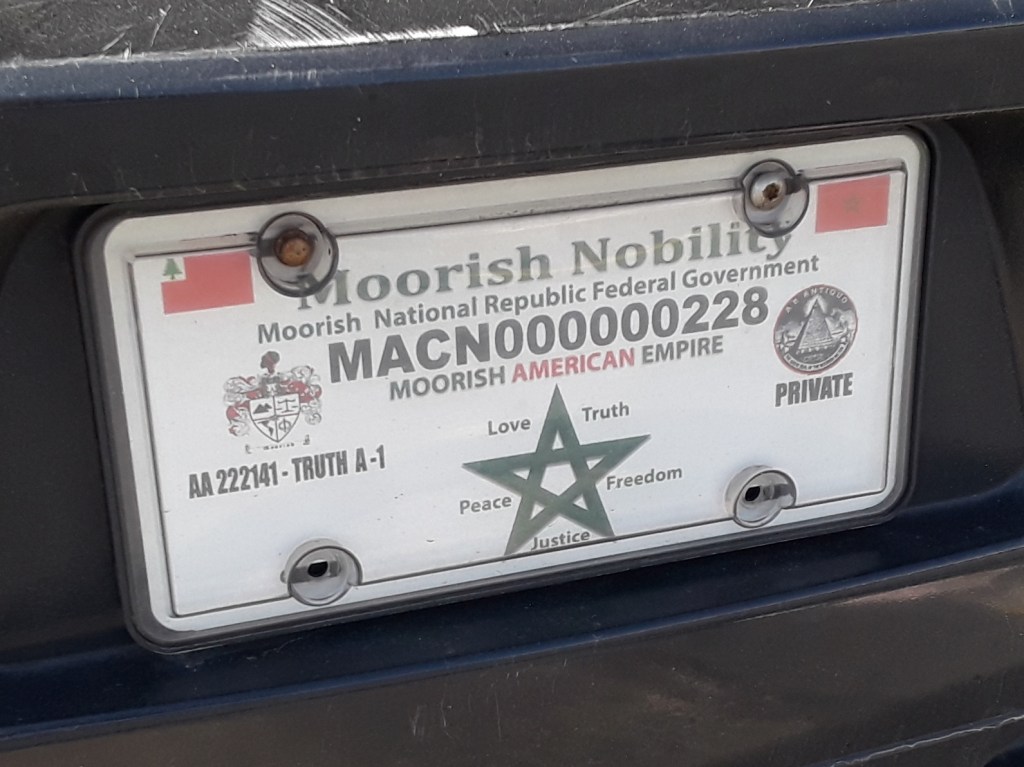 Moorish Nobility
Moorish National Republic Federal Government
MACN000000228
MOORISH AMERICAN EMPIRE
PRIVATE
AA 222141 - TRUTH A -1
Love
Truth
Peace
Freedom
Justice